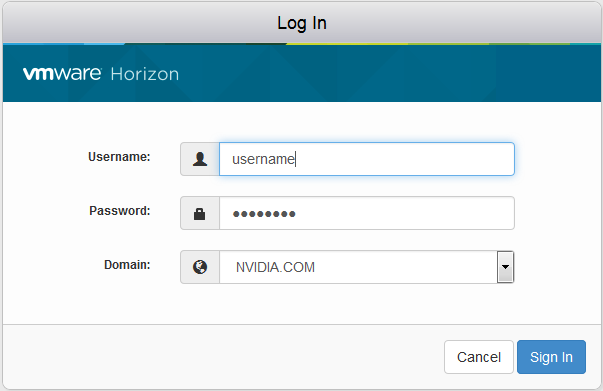 Log In
vmware Horizon
Username: username
Password: ••••••••
Domain: NVIDIA.COM
Cancel Sign In